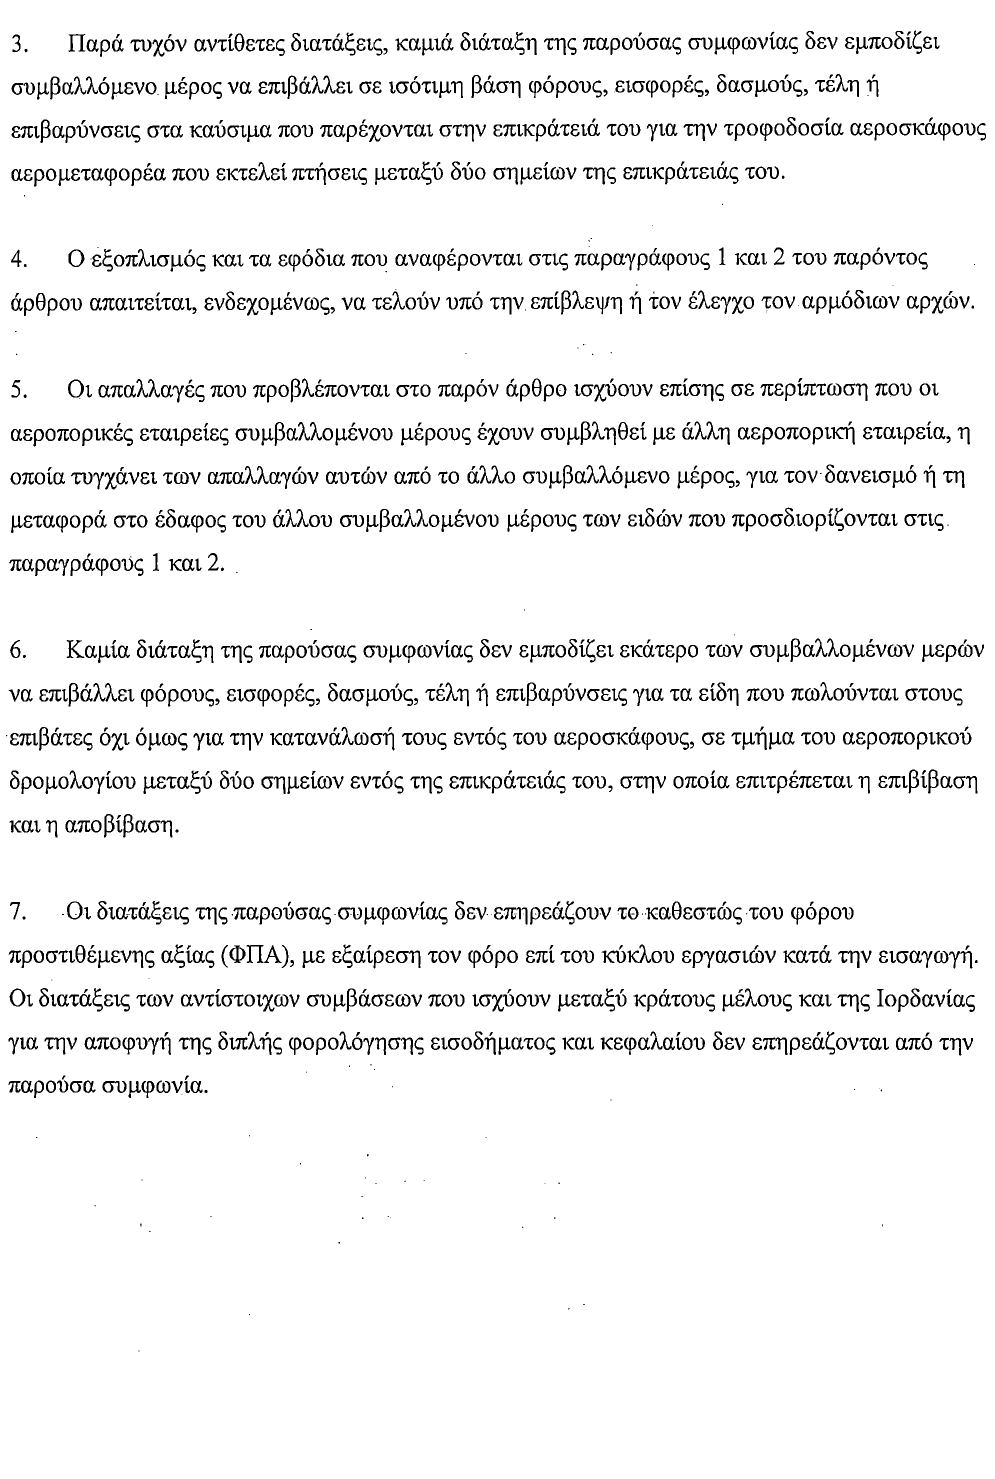 3. Παρά τυχόν αντίθετες διατάξεις, καμιά διάταξη της παρούσας συμφωνίας δεν εμποδίζει
συμβαλλόμενο μέρος να επιβάλλει σε ισότιμη βάση φόρους, εισφορές, δασμούς, τέλη ή
επιβαρύνσεις στα καύσιμα που παρέχονται στην επικράτειά του για την τροφοδοσία αεροσκάφους
αερομεταφορέα που εκτελεί πτήσεις μεταξύ δύο σημείων της επικράτειάς του.
4. Ο εξοπλισμός και τα εφόδια που αναφέρονται στις παραγράφους 1 και 2 του παρόντος
άρθρου απαιτείται, ενδεχομένως, να τελούν υπό την επίβλεψη ή τον έλεγχο τον αρμόδιων αρχών.
5. Οι απαλλαγές που προβλέπονται στο παρόν άρθρο ισχύουν επίσης σε περίπτωση που οι
αεροπορικές εταιρείες συμβαλλομένου μέρους έχουν συμβληθεί με άλλη αεροπορική εταιρεία, η
οποία τυγχάνει των απαλλαγών αυτών από το άλλο συμβαλλόμενο μέρος, για τον δανεισμό ή τη
μεταφορά στο έδαφος του άλλου συμβαλλομένου μέρους των ειδών που προσδιορίζονται στις
παραγράφους 1 και 2.
6. Καμία διάταξη της παρούσας συμφωνίας δεν εμποδίζει εκάτερο των συμβαλλομένων μερών
να επιβάλλει φόρους, εισφορές, δασμούς, τέλη ή επιβαρύνσεις για τα είδη που πωλούνται στους
επιβάτες όχι όμως για την κατανάλωσή τους εντός του αεροσκάφους, σε τμήμα του αεροπορικού
δρομολογίου μεταξύ δύο σημείων εντός της επικράτειάς του, στην οποία επιτρέπεται η επιβίβαση
και η αποβίβαση.
7. Οι διατάξεις της παρούσας συμφωνίας δεν επηρεάζουν το καθεστώς του φόρου
προστιθέμενης αξίας (ΦΠΑ), με εξαίρεση τον φόρο επί του κύκλου εργασιών κατά την εισαγωγή.
Οι διατάξεις των αντίστοιχων συμβάσεων που ισχύουν μεταξύ κράτους μέλους και της Ιορδανίας
για την αποφυγή της διπλής φορολόγησης εισοδήματος και κεφαλαίου δεν επηρεάζονται από την
παρούσα συμφωνία.